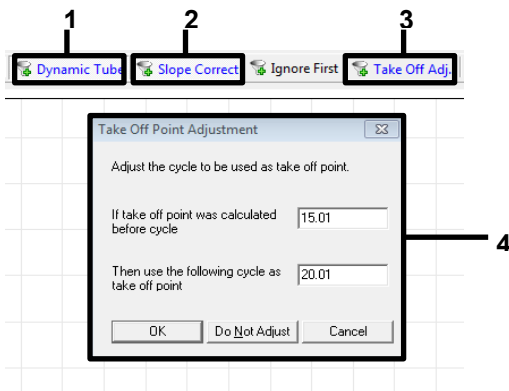 1 2 3
Dynamic Tube Slope Correct Ignore First Take Off Adj.
Take Off Point Adjustment
Adjust the cycle to be used as take off point.
If take off point was calculated
before cycle
15.01
4
Then use the following cycle as
take off point
20.01
OK Do Not Adjust Cancel